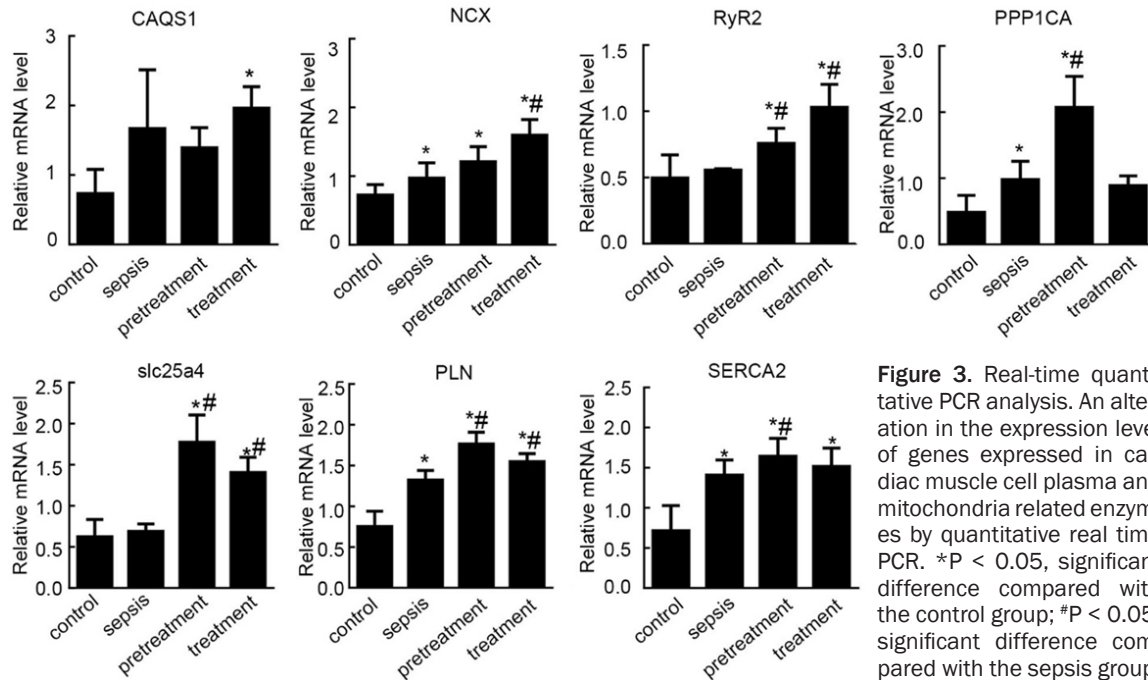 CAQS1
Relative mRNA level
3
2
1
0
*
control
sepsis
pretreatment
treatment
NCX
Relative mRNA level
3
2
1
0
*
*
*#
control
sepsis
pretreatment
treatment
RyR2
Relative mRNA level
1.5
1.0
0.5
0.0
*#
*#
control
sepsis
pretreatment
treatment
PPP1CA
Relative mRNA level
3.0
2.0
1.0
0.0
*
*#
control
sepsis
pretreatment
treatment
slc25a4
Relative mRNA level
2.5
2.0
1.5
1.0
0.5
0.0
*#
*#
control
sepsis
pretreatment
treatment
PLN
Relative mRNA level
2.5
2.0
1.5
1.0
0.5
0.0
*
*#
*#
control
sepsis
pretreatment
treatment
SERCA2
Relative mRNA level
2.5
2.0
1.5
1.0
0.5
0.0
*
*#
*
control
sepsis
pretreatment
treatment
Figure 3. Real-time quant
tative PCR analysis. An alte
ation in the expression leve
of genes expressed in ca
diac muscle cell plasma an
mitochondria related enzym
es by quantitative real tim
PCR. *P < 0.05, significan
difference compared wit
the control group; #P < 0.05
significant difference com
pared with the sepsis group